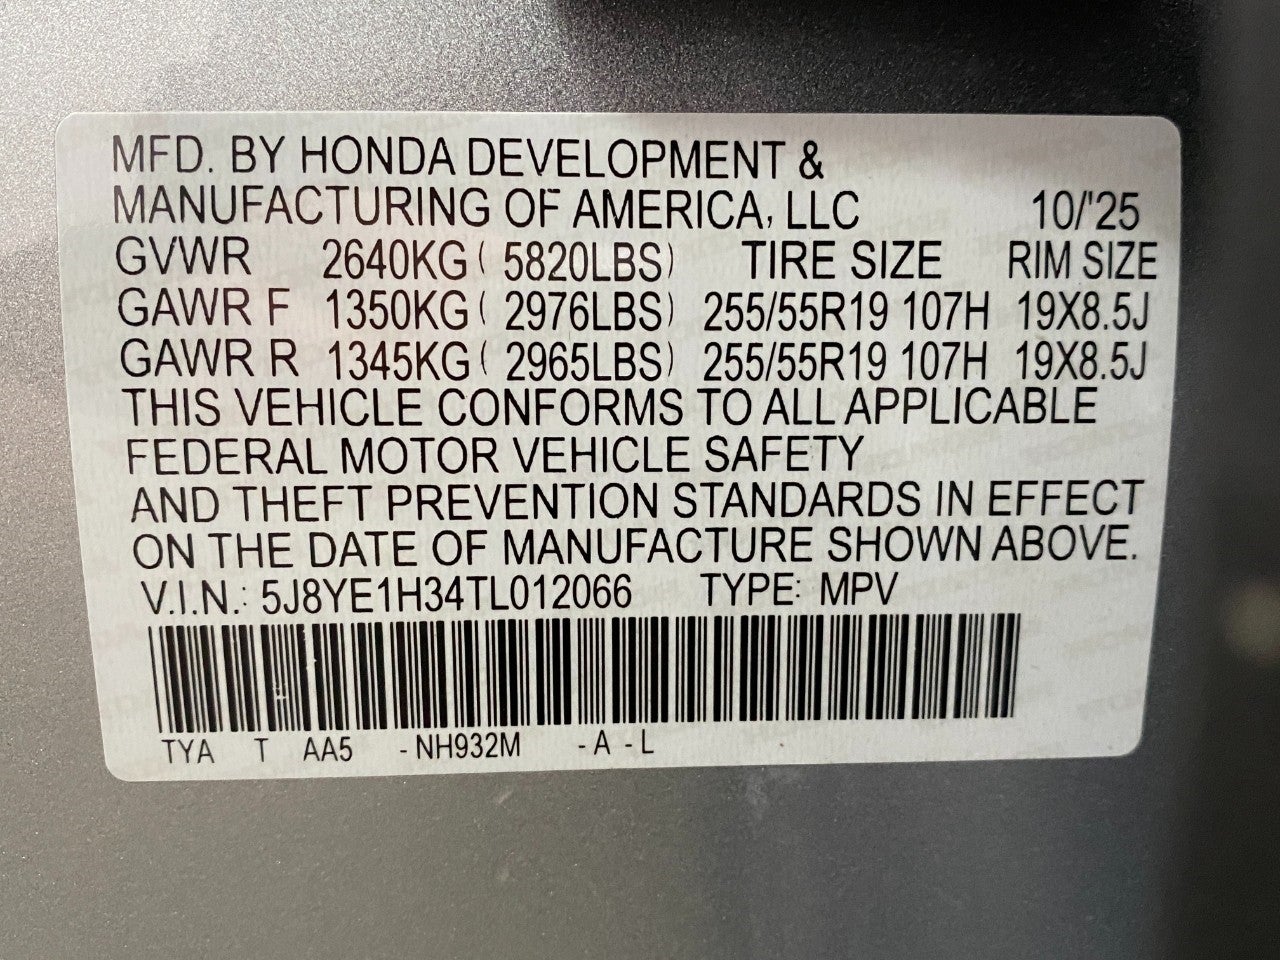 MFD. BY HONDA DEVELOPMENT &
MANUFACTURING OF AMERICA, LLC 10/'25
GVWR 2640KG ( 5820LBS) TIRE SIZE RIM SIZE
GAWR F 1350KG ( 2976LBS) 255/55R19 107H 19X8.5J
GAWR R 1345KG ( 2965LBS) 255/55R19 107H 19X8.5J
THIS VEHICLE CONFORMS TO ALL APPLICABLE
FEDERAL MOTOR VEHICLE SAFETY
AND THEFT PREVENTION STANDARDS IN EFFECT
ON THE DATE OF MANUFACTURE SHOWN ABOVE.
V.I.N.: 5J8YE1H34TL012066 TYPE: MPV
TYA T AA5 - NH932M - A - L